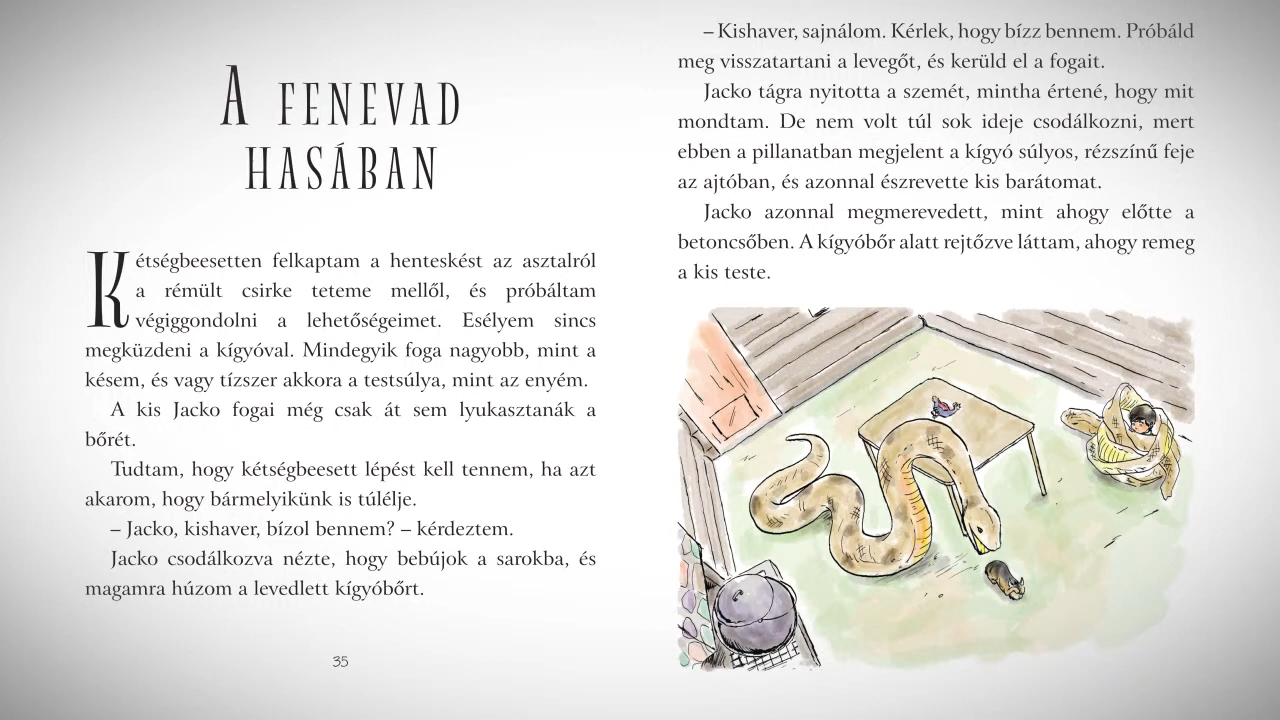 A FENEVAD
HASÁBAN
Kétségbeesetten felkaptam a henteskést az asztalról
a rémült csirke teteme mellől, és próbáltam
végiggondolni a lehetőségeimet. Esélyem sincs
megküzdeni a kígyóval. Mindegyik foga nagyobb, mint a
késem, és vagy tízszer akkora a testsúlya, mint az enyém.
A kis Jacko fogai még csak át sem lyukasztanák a
bőrét.
Tudtam, hogy kétségbeesett lépést kell tennem, ha azt
akarom, hogy bármelyikünk is túlélje.
– Jacko, kishaver, bízol bennem? – kérdeztem.
Jacko csodálkozva nézte, hogy bebújok a sarokba, és
magamra húzom a levedlett kígyóbőrt.
35
– Kishaver, sajnálom. Kérlek, hogy bízz bennem. Próbáld
meg visszatartani a levegőt, és kerüld el a fogait.
Jacko tágra nyitotta a szemét, mintha értené, hogy mit
mondtam. De nem volt túl sok ideje csodálkozni, mert
ebben a pillanatban megjelent a kígyó súlyos, rézszínű feje
az ajtóban, és azonnal észrevette kis barátomat.
Jacko azonnal megmerevedett, mint ahogy előtte a
betoncsőben. A kígyóbőr alatt rejtőzve láttam, ahogy remeg
a kis teste.